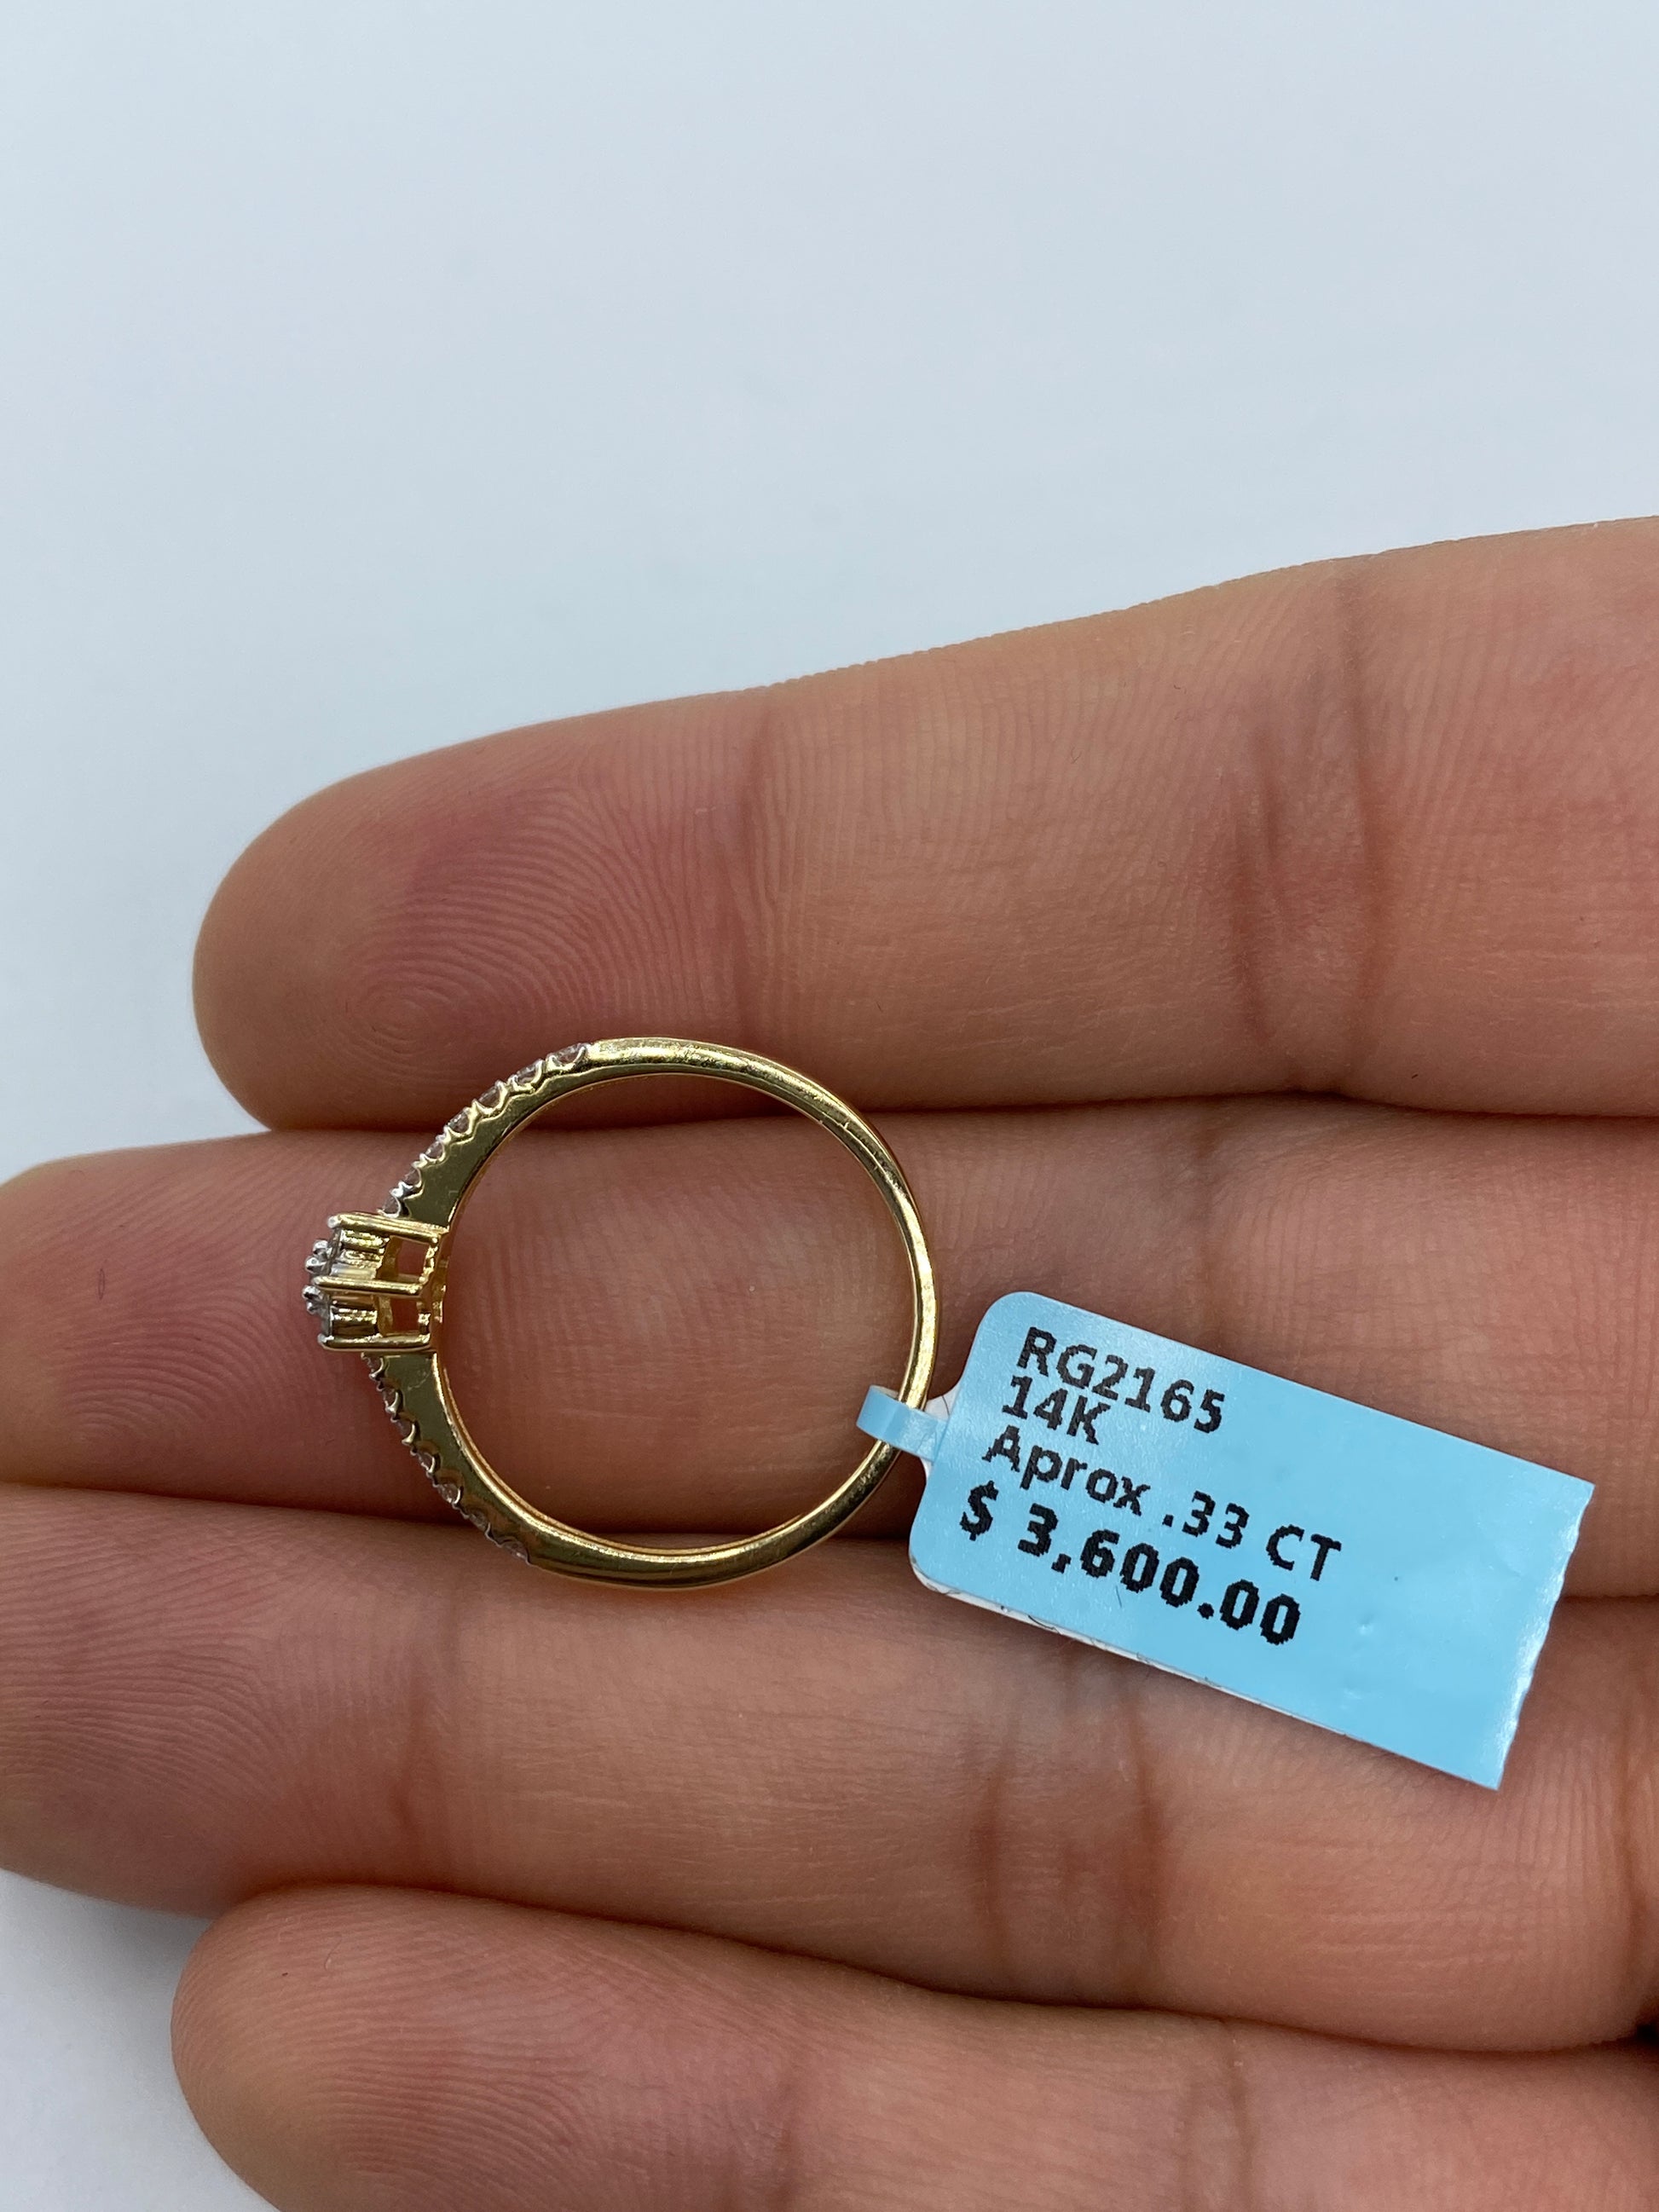 RG2165
14K
Aprox .33 CT
$ 3,600.00